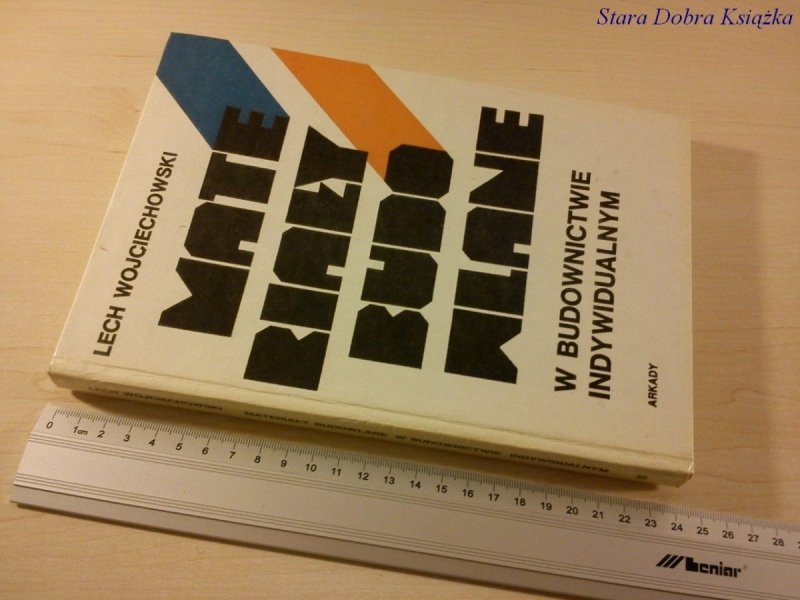 Stara Dobra Książka
LECH WOJCIECHOWSKI
MATE
RIAŁY
BUDO
WLANE
W BUDOWNICTWIE
INDYWIDUALNYM
ARKADY
LECH WOJCIECHOWSKI MATERIAŁY BUDOWLANE W BUDOWNICTWIE INDYWIDUALNYM
0 1cm 2 3 4 5 6 7 8 9 10 11 12 13 14 15 16 17 18 19 20 21 22 23 24 25 26 27 28
Leniar®